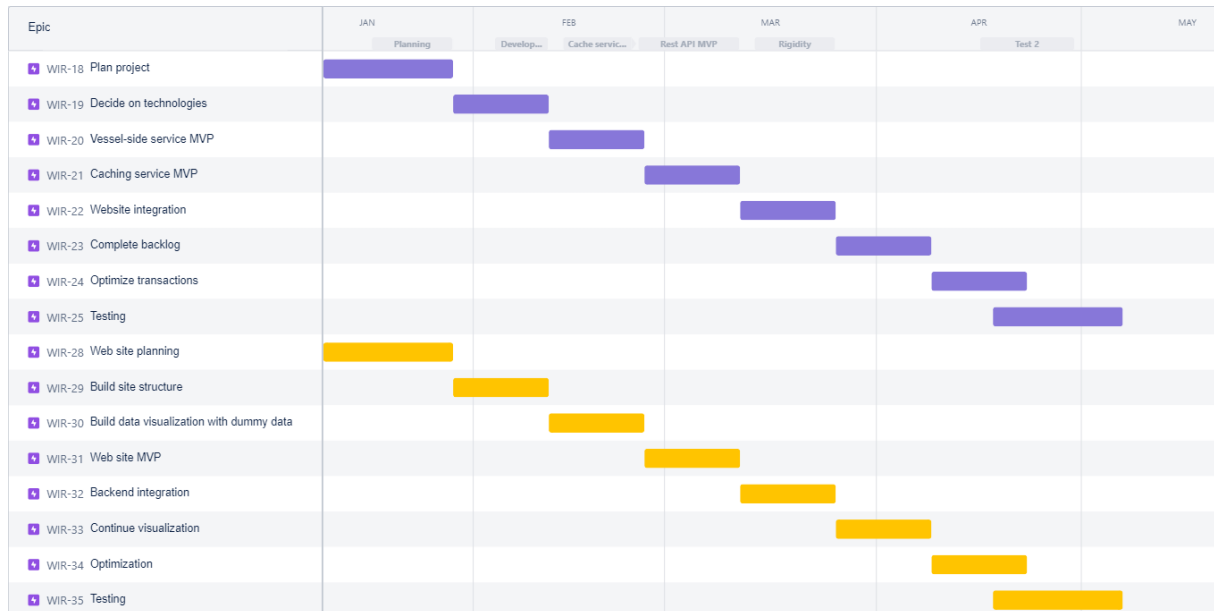 Epic
JAN FEB MAR APR MAY
Planning Develop... Cache servic... Rest API MVP Rigidity Test 2
WIR-18 Plan project
WIR-19 Decide on technologies
WIR-20 Vessel-side service MVP
WIR-21 Caching service MVP
WIR-22 Website integration
WIR-23 Complete backlog
WIR-24 Optimize transactions
WIR-25 Testing
WIR-28 Web site planning
WIR-29 Build site structure
WIR-30 Build data visualization with dummy data
WIR-31 Web site MVP
WIR-32 Backend integration
WIR-33 Continue visualization
WIR-34 Optimization
WIR-35 Testing